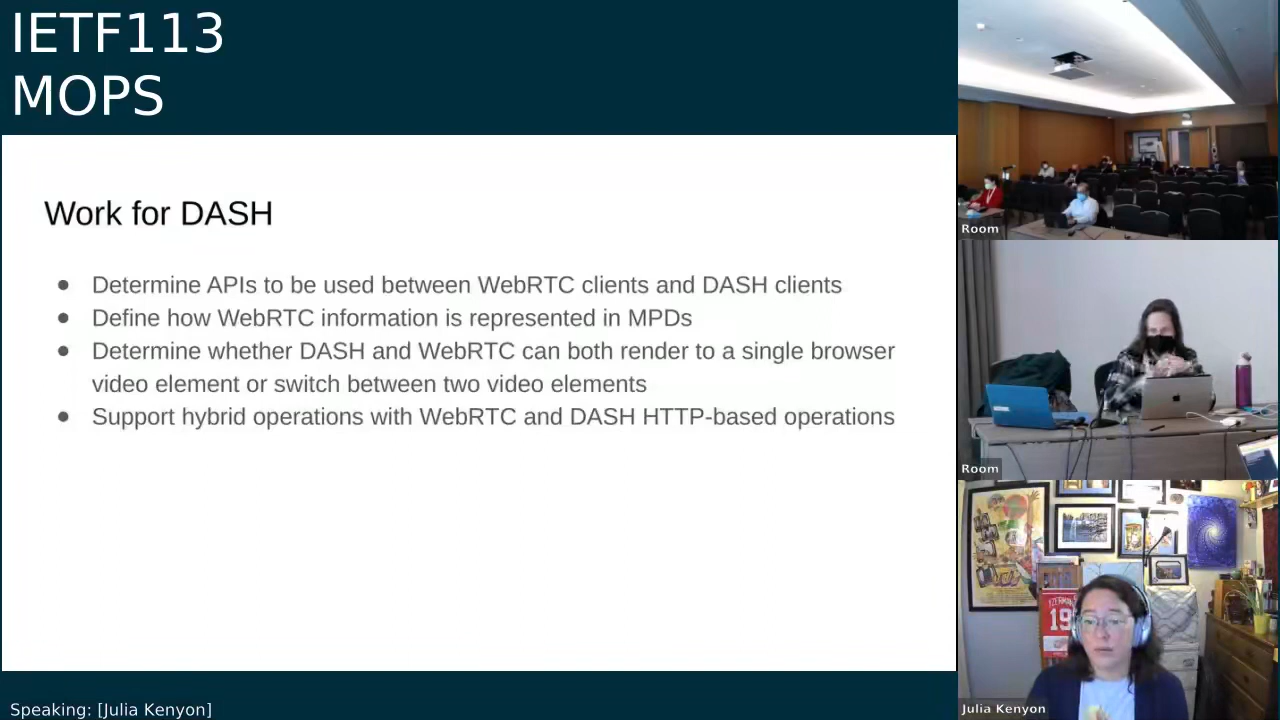 IETF113
MOPS
Work for DASH
● Determine APIs to be used between WebRTC clients and DASH clients
● Define how WebRTC information is represented in MPDs
● Determine whether DASH and WebRTC can both render to a single browser
video element or switch between two video elements
● Support hybrid operations with WebRTC and DASH HTTP-based operations
Speaking: [Julia Kenyon]
Room
Room
19
Julia Kenyon